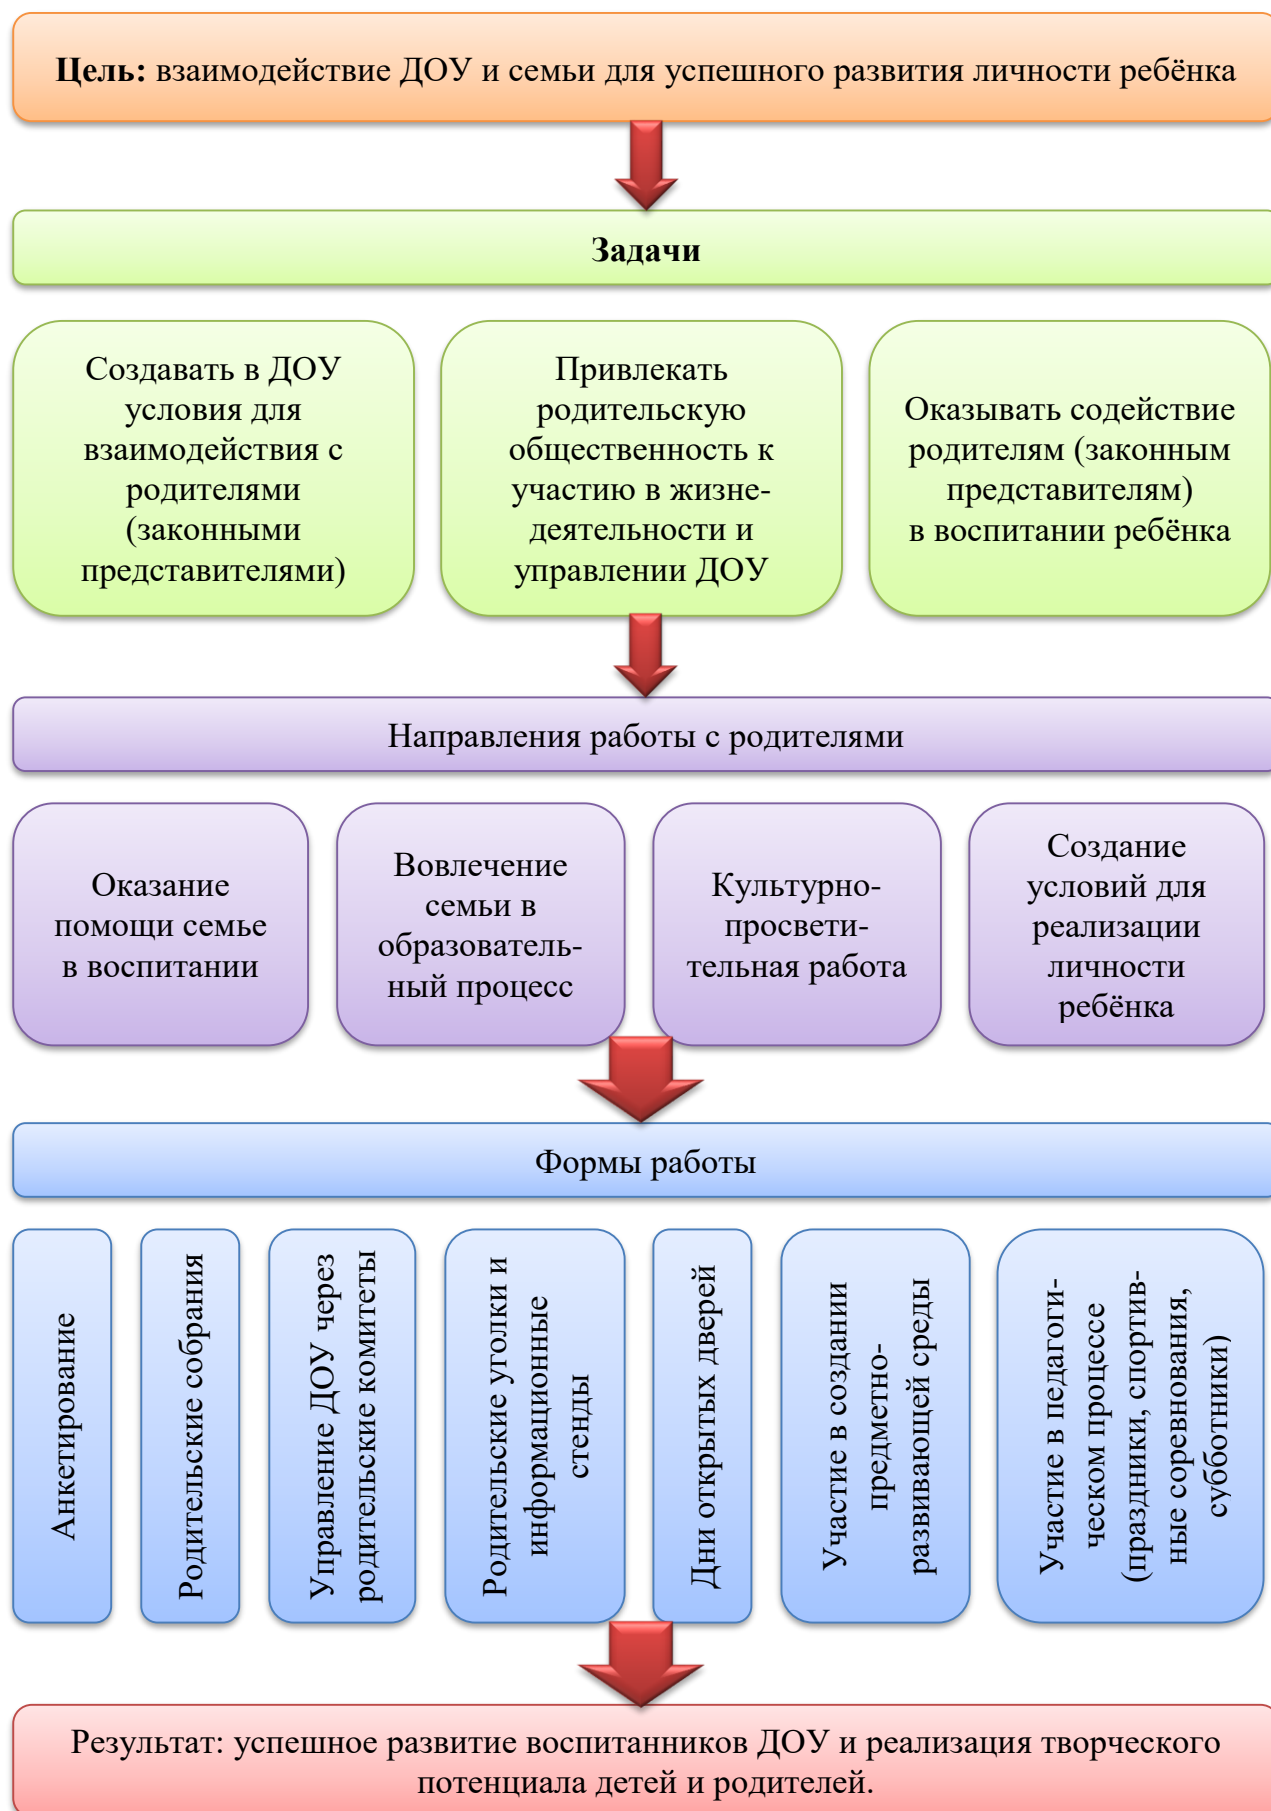 Цель: взаимодействие ДОУ и семьи для успешного развития личности ребёнка
Задачи
Создавать в ДОУ
условия для
взаимодействия с
родителями
(законными
представителями)
Привлекать
родительскую
общественность к
участию в жизне-
деятельности и
управлении ДОУ
Оказывать содействие
родителям (законным
представителям)
в воспитании ребёнка
Направления работы с родителями
Оказание
помощи семье
в воспитании
Вовлечение
семьи в
образователь-
ный процесс
Культурно-
просвети-
тельная работа
Создание
условий для
реализации
личности
ребёнка
Формы работы
Анкетирование
Родительские собрания
Управление ДОУ через
родительские комитеты
Родительские уголки и
информационные
стенды
Дни открытых дверей
Участие в создании
предметно-
развивающей среды
Участие в педагоги-
ческом процессе
(праздники, спортив-
ные соревнования,
субботники)
Результат: успешное развитие воспитанников ДОУ и реализация творческого
потенциала детей и родителей.